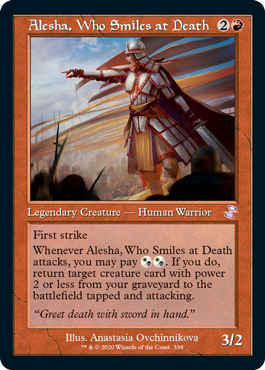 Alesha, Who Smiles at Death 2
Legendary Creature — Human Warrior
First strike
Whenever Alesha, Who Smiles at Death
attacks, you may pay . If you do,
return target creature card with power
2 or less from your graveyard to the
battlefield tapped and attacking.
"Greet death with sword in hand."
Illus. Anastasia Ovchinnikova
™ & © 2020 Wizards of the Coast 338
3/2